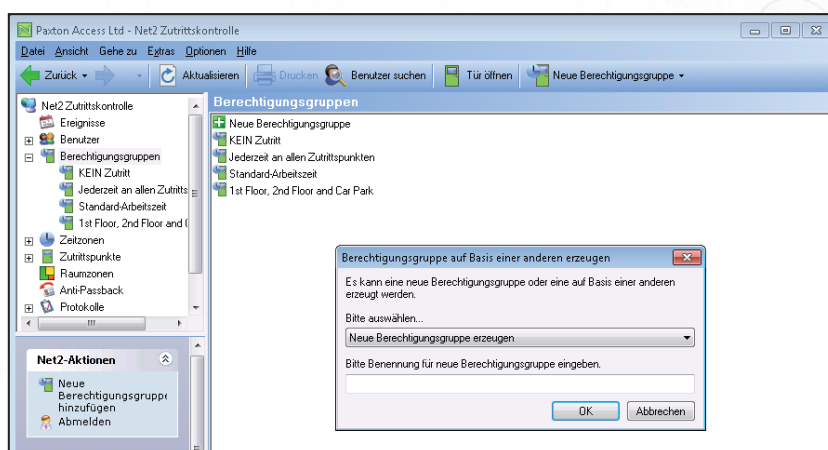 Paxton Access Ltd - Net2 Zutrittskontrolle
Datei Ansicht Gehe zu Extras Optionen Hilfe
Zurück Aktualisieren Drucken Benutzer suchen Tür öffnen Neue Berechtigungsgruppe
Net2 Zutrittskontrolle
Ereignisse
Benutzer
Berechtigungsgruppen
KEIN Zutritt
Jederzeit an allen Zutritts
Standard-Arbeitszeit
1st Floor, 2nd Floor and C
Zeitzonen
Zutrittspunkte
Raumzonen
Anti-Passback
Protokolle
Net2-Aktionen
Neue
Berechtigungsgruppe
hinzufügen
Abmelden
Berechtigungsgruppen
Neue Berechtigungsgruppe
KEIN Zutritt
Jederzeit an allen Zutrittspunkten
Standard-Arbeitszeit
1st Floor, 2nd Floor and Car Park
Berechtigungsgruppe auf Basis einer anderen erzeugen
Es kann eine neue Berechtigungsgruppe oder eine auf Basis einer anderen
erzeugt werden.
Bitte auswählen...
Neue Berechtigungsgruppe erzeugen
Bitte Benennung für neue Berechtigungsgruppe eingeben.
OK Abbrechen